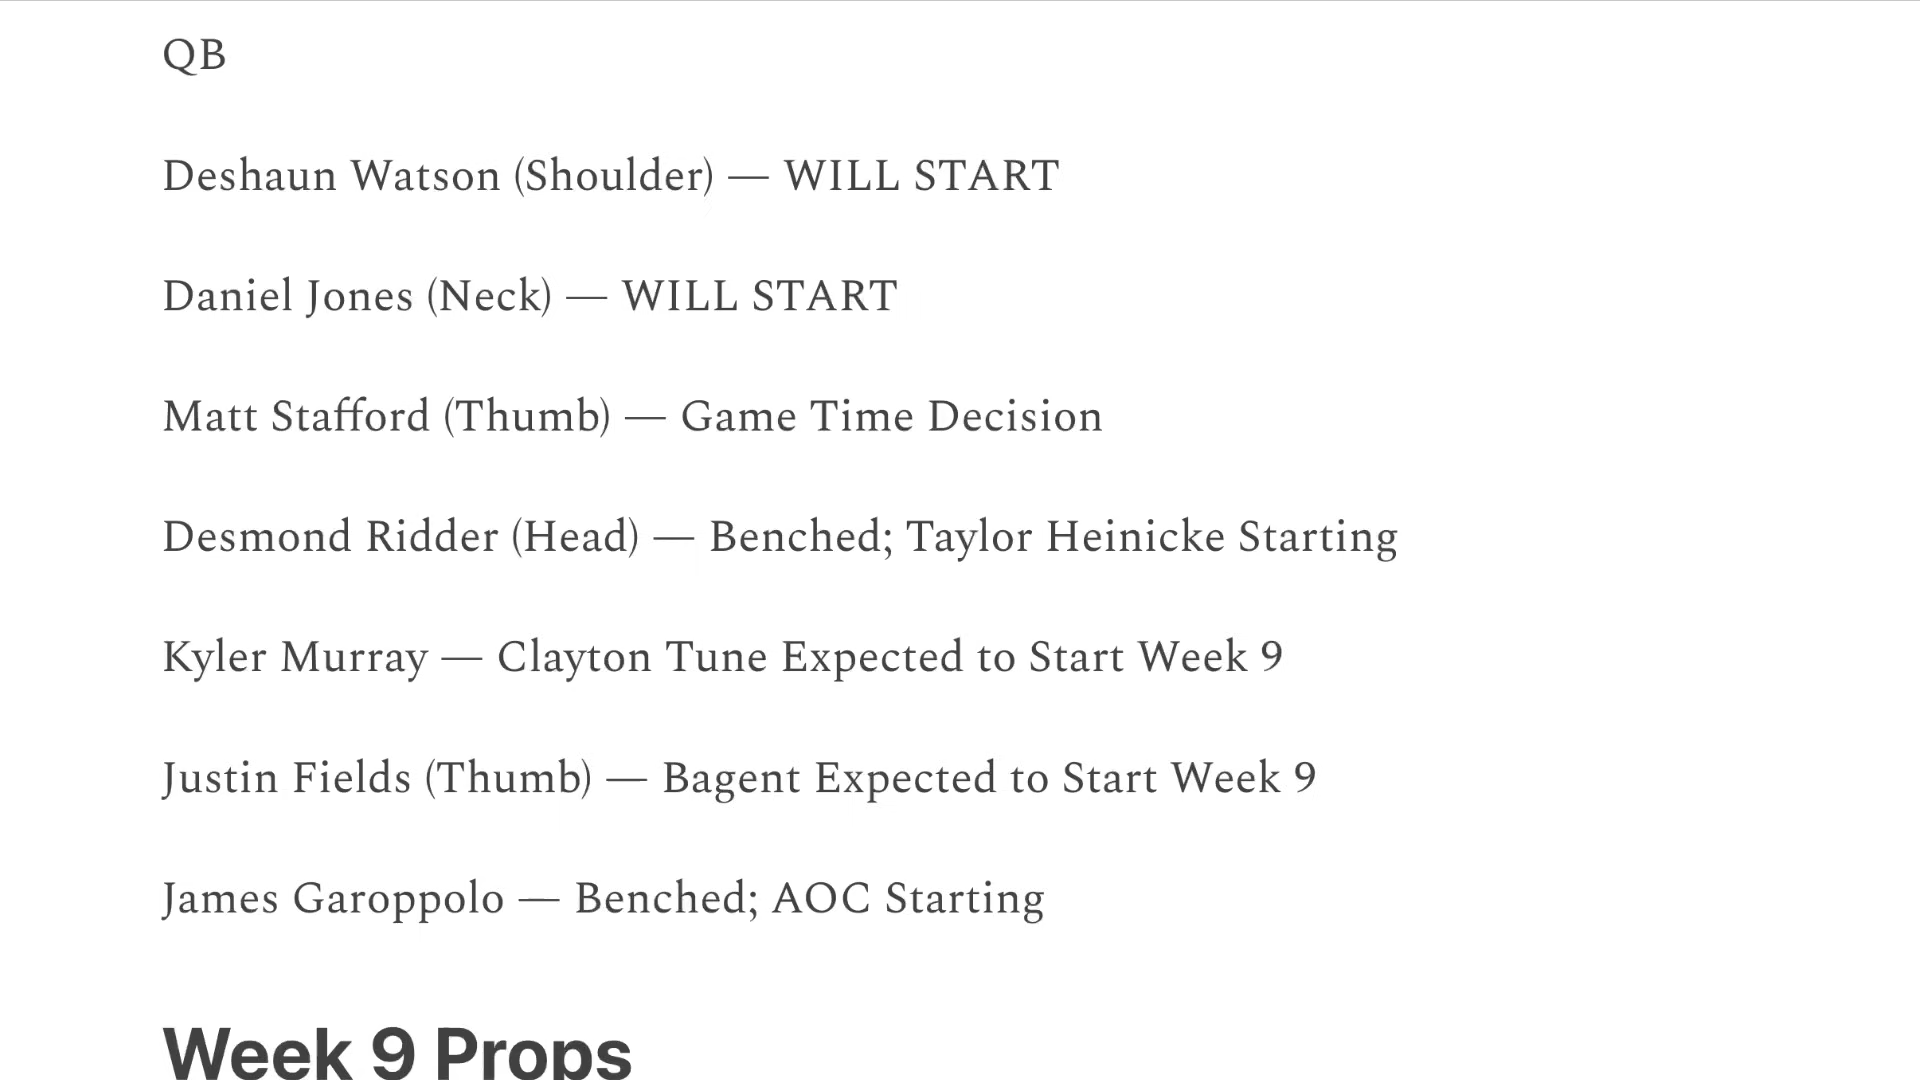 QB
Deshaun Watson (Shoulder) — WILL START
Daniel Jones (Neck) — WILL START
Matt Stafford (Thumb) — Game Time Decision
Desmond Ridder (Head) — Benched; Taylor Heinicke Starting
Kyler Murray — Clayton Tune Expected to Start Week 9
Justin Fields (Thumb) — Bagent Expected to Start Week 9
James Garoppolo — Benched; AOC Starting
Week 9 Props